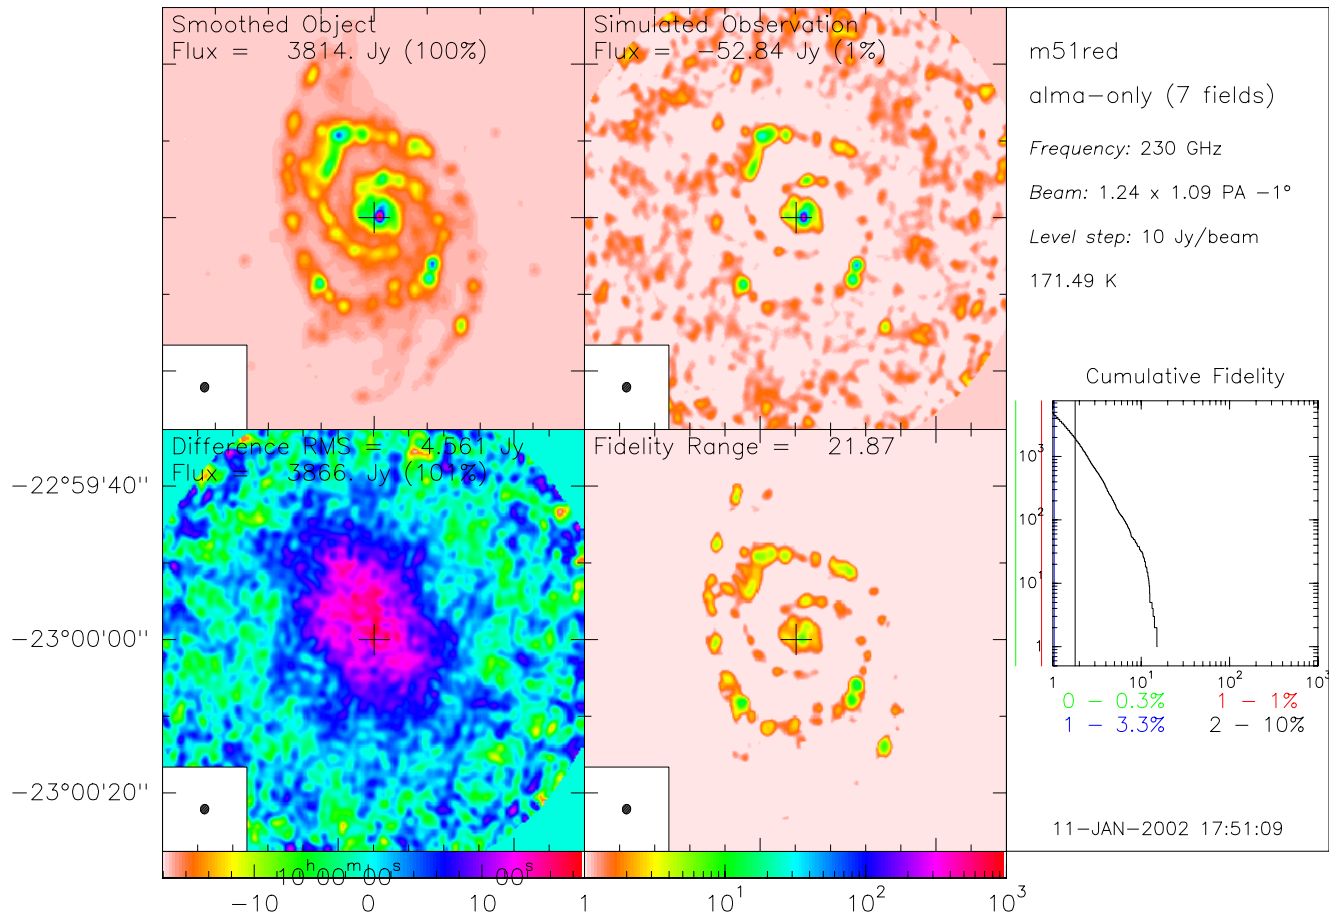 Smoothed Object
Flux = 3814. Jy (100%)
Simulated Observation
Flux = −52.84 Jy (1%)
m51red
alma−only (7 fields)
Frequency: 230 GHz
Beam: 1.24 x 1.09 PA −1°
Level step: 10 Jy/beam
171.49 K
Cumulative Fidelity
10³
10²
10¹
1
1 10¹ 10² 10³
0 − 0.3% 1 − 1%
1 − 3.3% 2 − 10%
Difference RMS = 4.561 Jy
Flux = 3866. Jy (101%)
Fidelity Range = 21.87
−22°59'40''
−23°00'00''
−23°00'20''
11−JAN−2002 17:51:09
10ʰ00ᵐ00ˢ 00ˢ
−10 0 10 1 10¹ 10² 10³